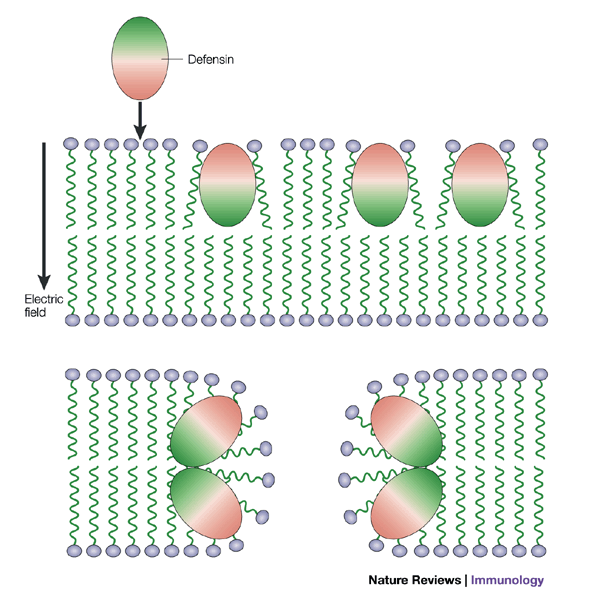 Defensin
Electric
field
Nature Reviews | Immunology